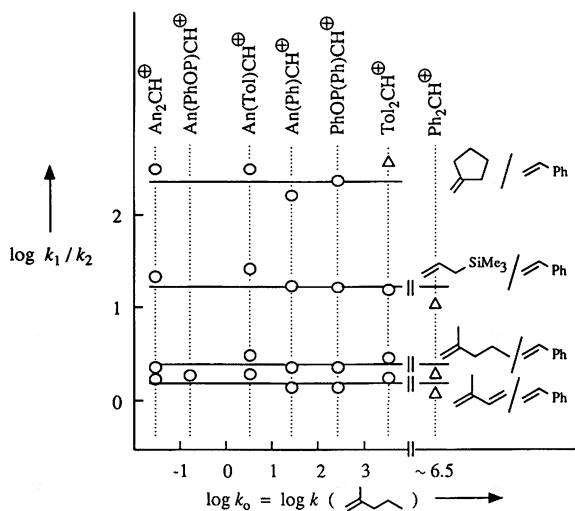 An₂CH⊕
An(PhOP)CH⊕
An(Tol)CH⊕
An(Ph)CH⊕
PhOP(Ph)CH⊕
Tol₂CH⊕
Ph₂CH⊕
/ Ph
2
log k₁/k₂
SiMe₃ / Ph
1
/ Ph
/ Ph
0
-1 0 1 2 3 ~ 6.5
log kₒ = log k ( )